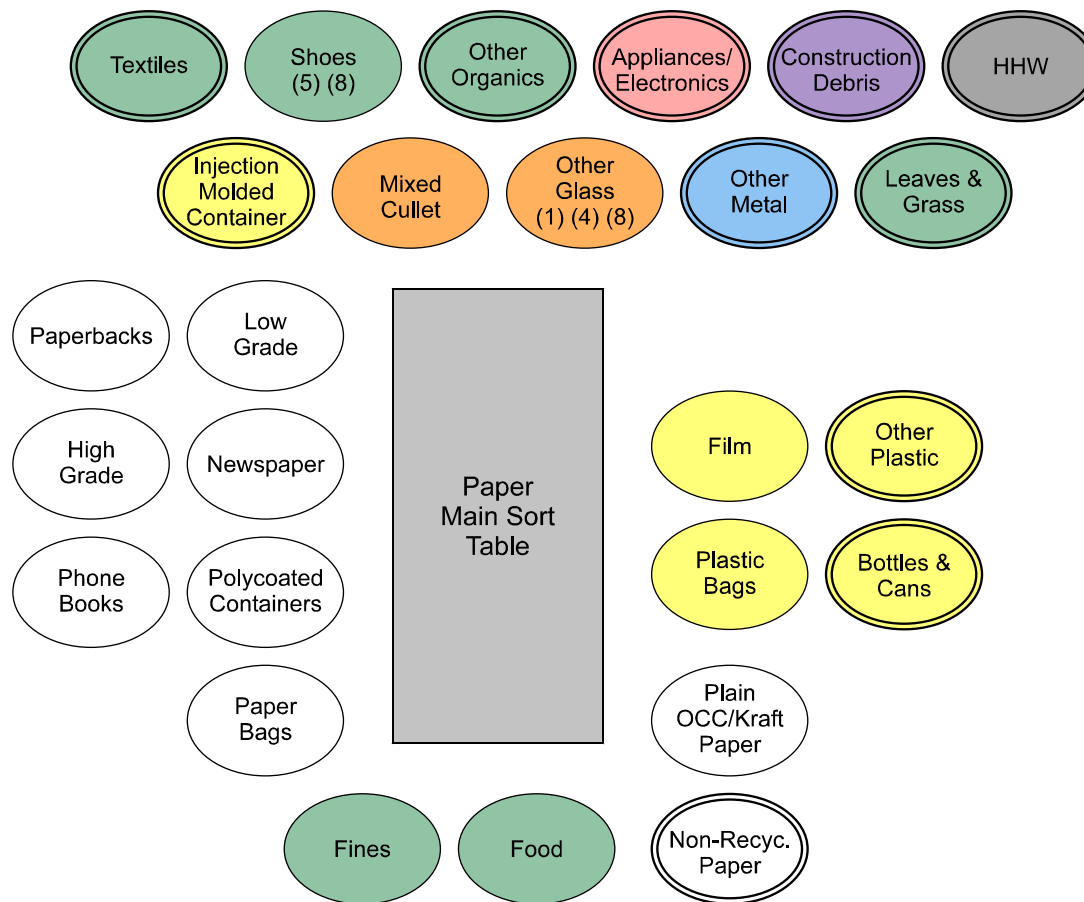 Textiles
Shoes
(5) (8)
Other
Organics
Appliances/
Electronics
Construction
Debris
HHW
Injection
Molded
Container
Mixed
Cullet
Other
Glass
(1) (4) (8)
Other
Metal
Leaves &
Grass
Paperbacks
Low
Grade
High
Grade
Newspaper
Paper
Main Sort
Table
Film
Other
Plastic
Phone
Books
Polycoated
Containers
Plastic
Bags
Bottles &
Cans
Paper
Bags
Plain
OCC/Kraft
Paper
Fines
Food
Non-Recyc.
Paper